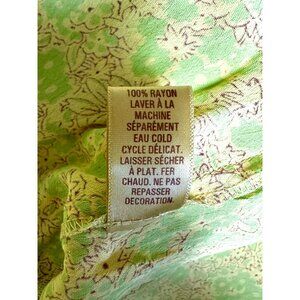 100% RAYON
LAVER À LA
MACHINE
SÉPARÉMENT
EAU COLD
CYCLE DÉLICAT.
LAISSER SÉCHER
À PLAT. FER
CHAUD. NE PAS
REPASSER
DECORATION.